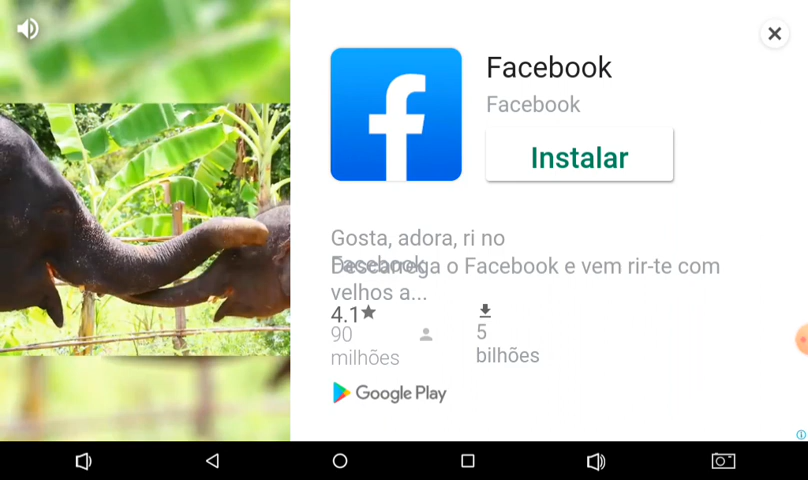 Facebook
Facebook
Instalar
Gosta, adora, ri no
Facebook
Descarrega o Facebook e vem rir-te com
velhos a...
4.1★
90
milhões
5
bilhões
Google Play